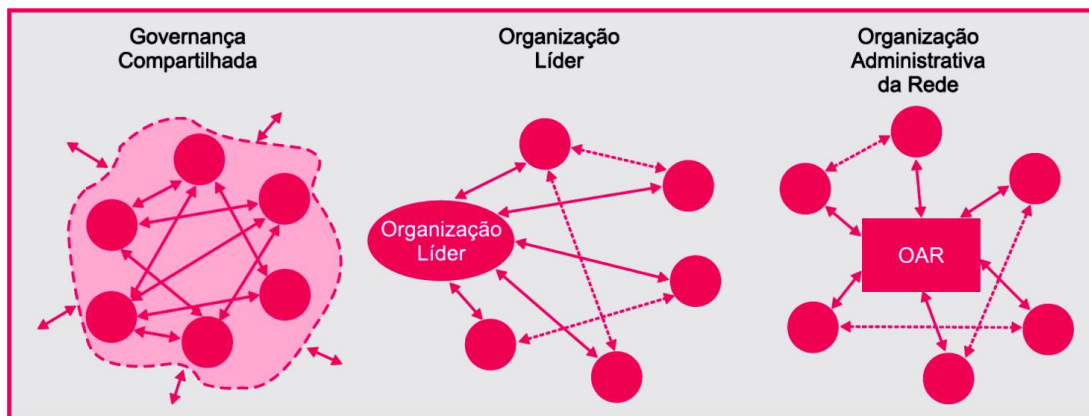 Governança
Compartilhada
Organização
Líder
Organização
Administrativa
da Rede
Organização
Líder
OAR